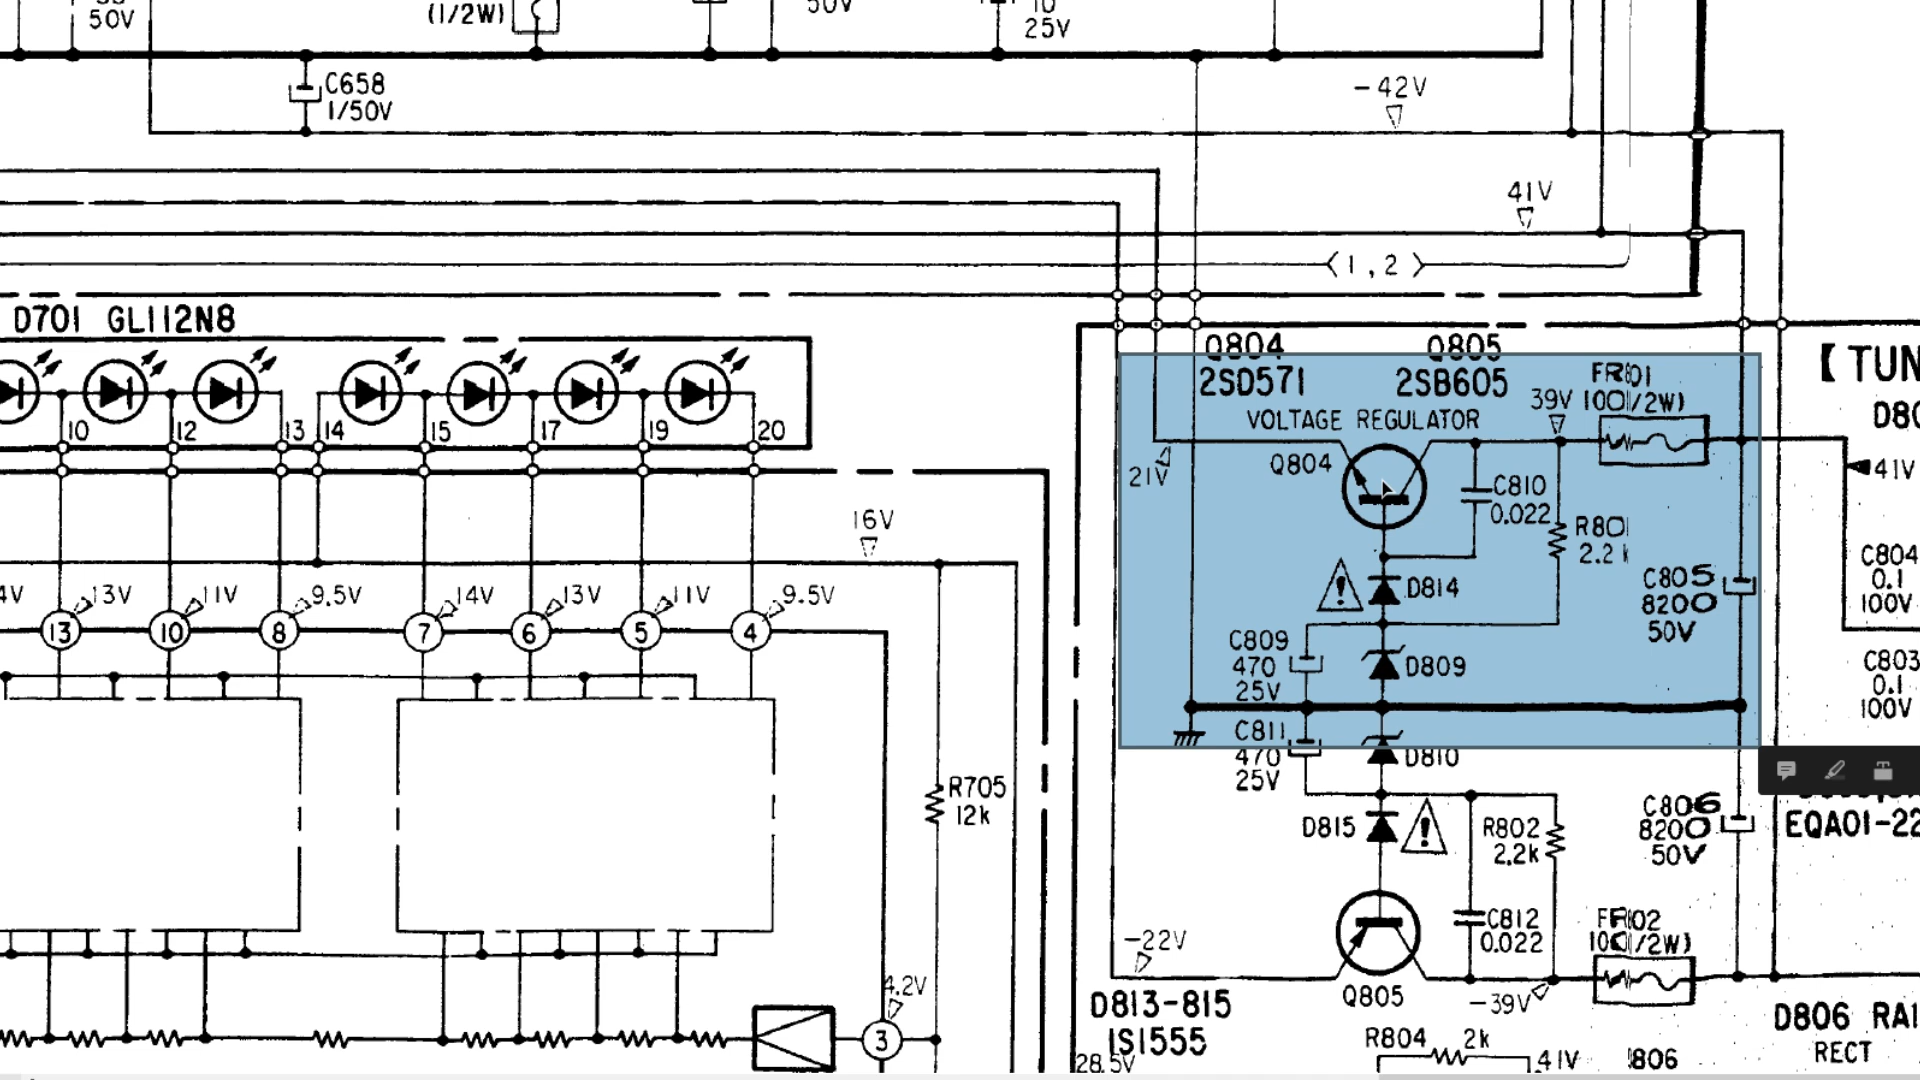 50V
(1/2W)
50V
10
25V
C658
1/50V
-42V
41V
<1,2>
D701 GL112N8
10
12
13
14
15
17
19
20
16V
13V
11V
9.5V
14V
13V
11V
9.5V
13
10
8
7
6
5
4
R705
12k
4.2V
3
Q804
2SD571
Q805
2SB605
VOLTAGE REGULATOR
39V
FR801
100(1/2W)
21V
Q804
C810
0.022
R801
2.2k
!
D814
C805
8200
50V
C809
470
25V
D809
C811
470
25V
D810
D815
!
R802
2.2k
C806
8200
50V
C812
0.022
FR802
100(1/2W)
-22V
Q805
-39V
D813-815
1S1555
28.5V
R804 2k
41V
【TUN
41V
C804
0.1
100V
C803
0.1
100V
EQA01-22
D806 RA1
RECT